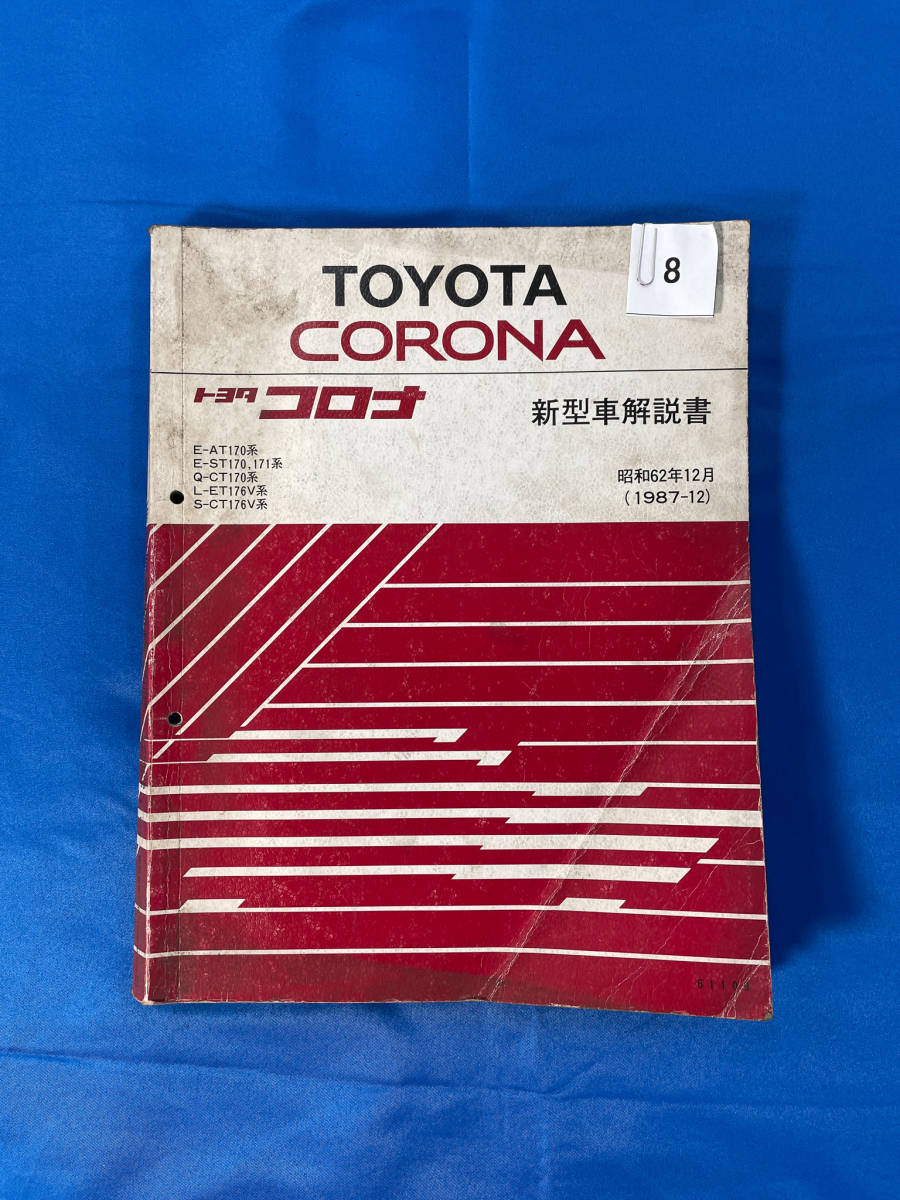 TOYOTA
CORONA
8
トヨタ コロナ
新型車解説書
E-AT170系
E-ST170,171系
Q-CT170系
L-ET176V系
S-CT176V系
昭和62年12月
(1987-12)